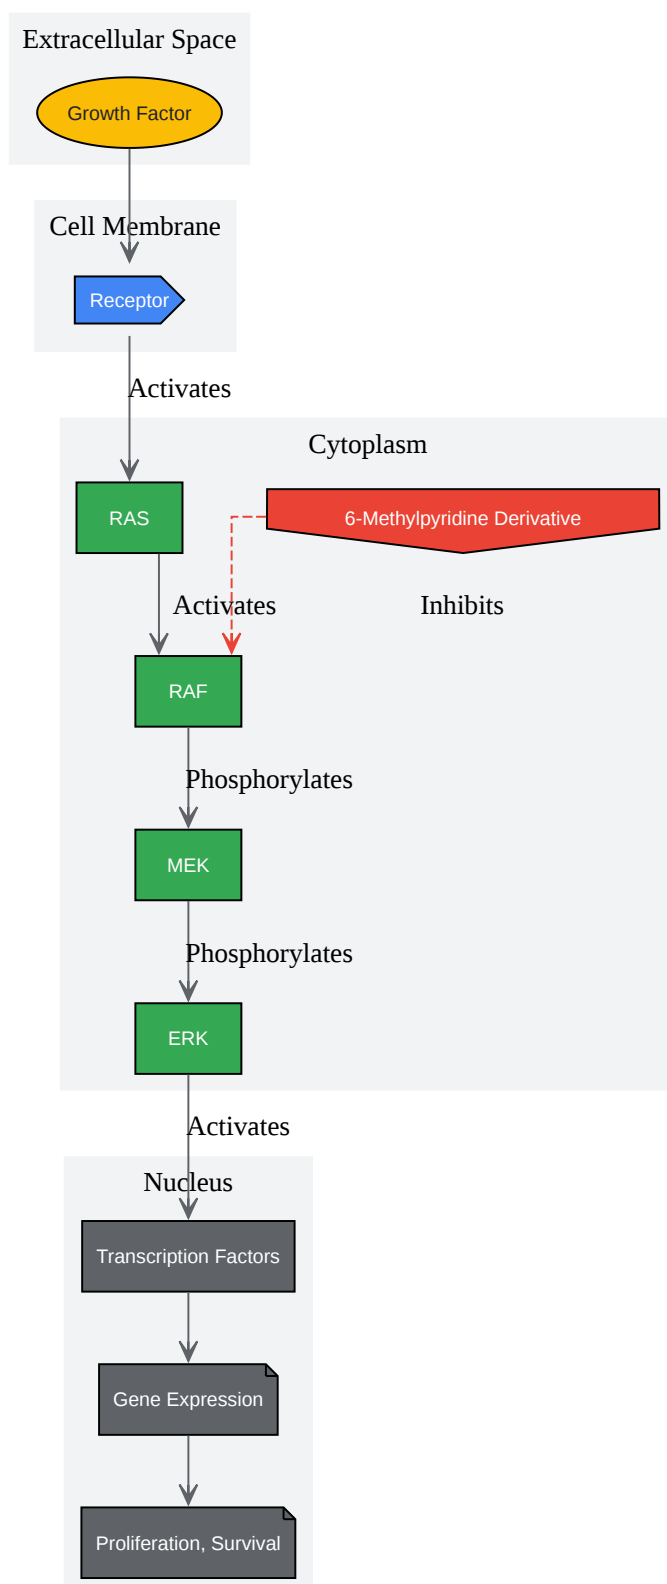 Extracellular Space
Growth Factor
Cell Membrane
Receptor
Activates
Cytoplasm
RAS
6-Methylpyridine Derivative
Activates
Inhibits
RAF
Phosphorylates
MEK
Phosphorylates
ERK
Activates
Nucleus
Transcription Factors
Gene Expression
Proliferation, Survival